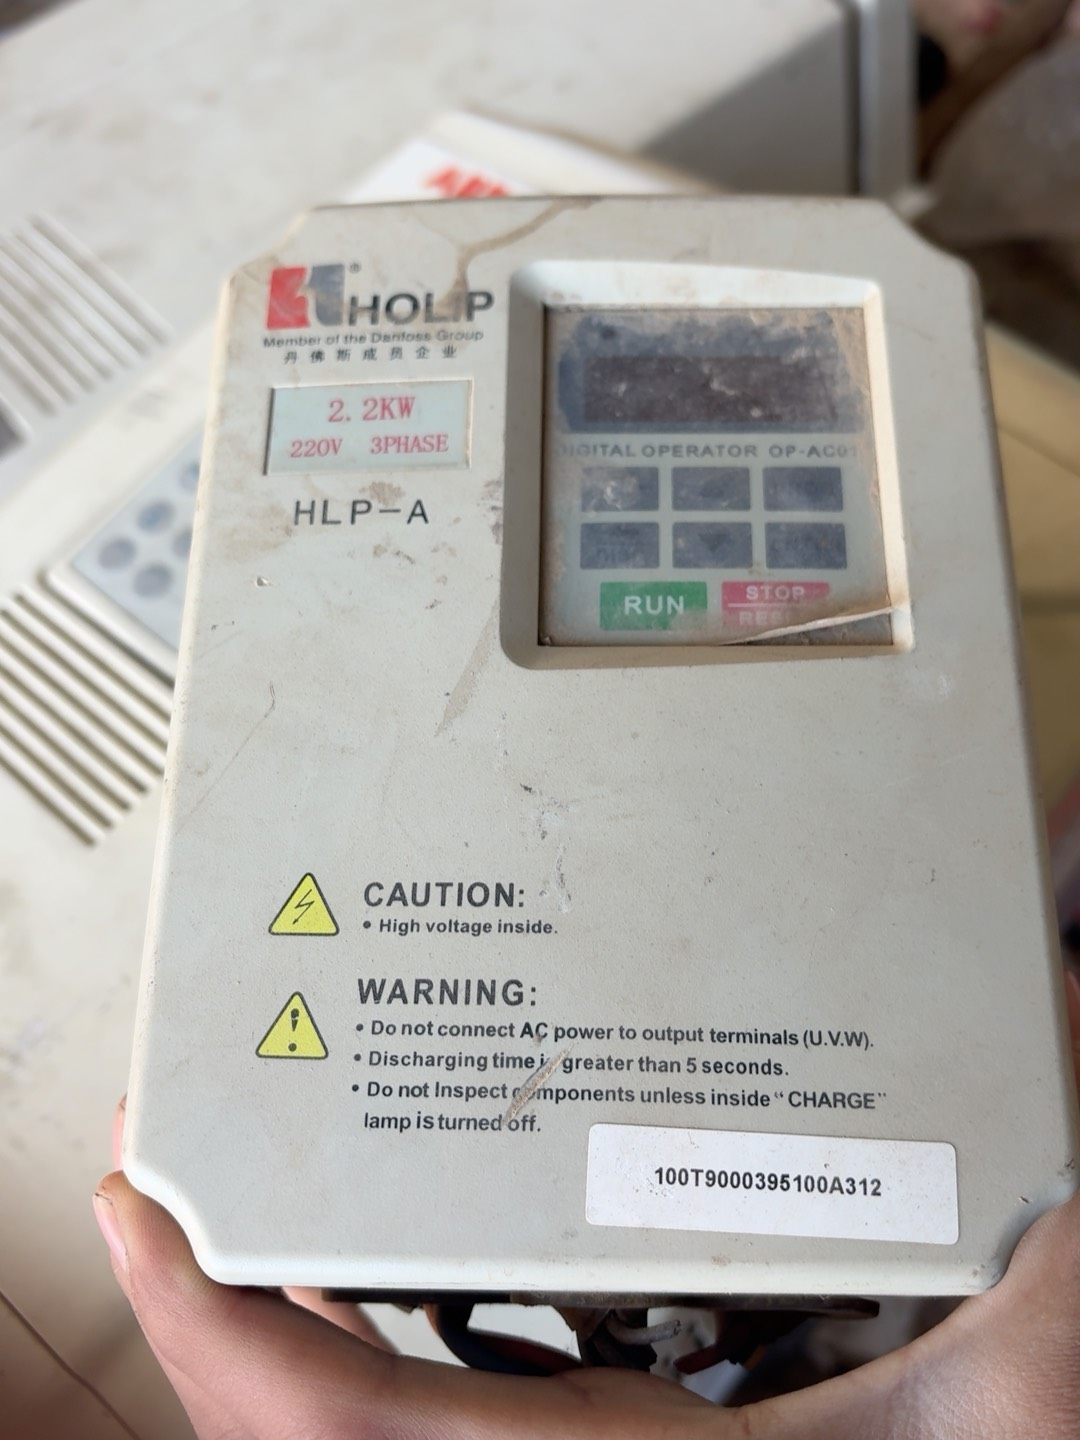 HOLIP
Member of the Danfoss Group
丹佛斯成员企业
2.2KW
220V 3PHASE
HLP-A
DIGITAL OPERATOR OP-AC01
RUN
STOP
CAUTION:
• High voltage inside.
WARNING:
• Do not connect AC power to output terminals (U.V.W).
• Discharging time is greater than 5 seconds.
• Do not Inspect components unless inside “CHARGE”
lamp is turned off.
100T9000395100A312